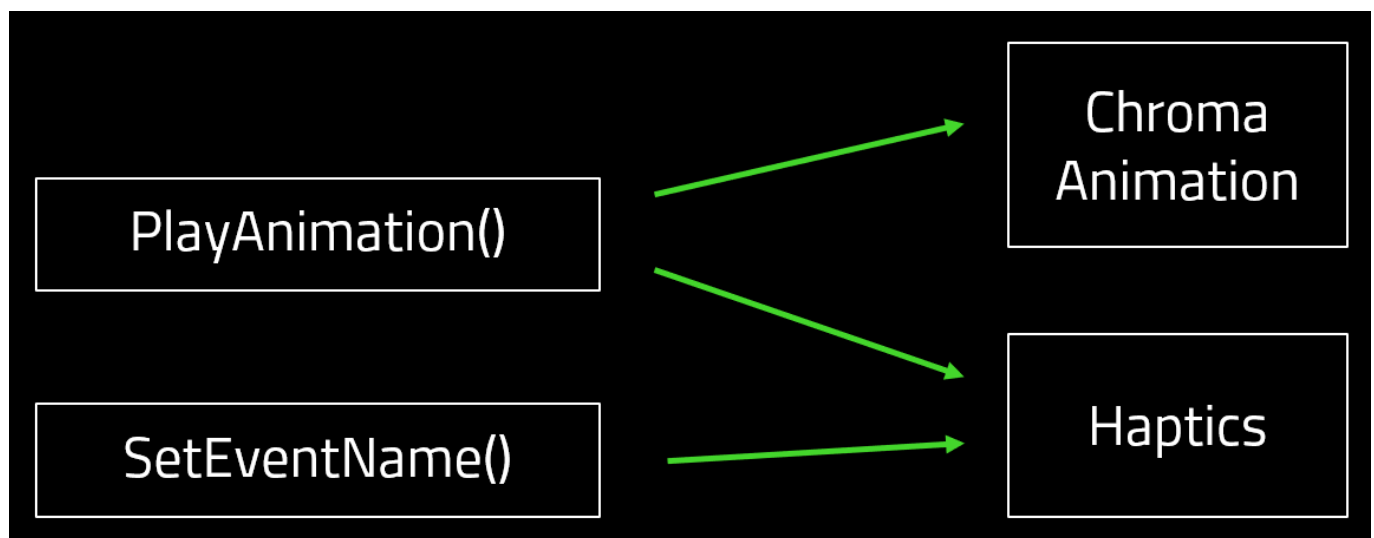 Chroma
Animation
PlayAnimation()
Haptics
SetEventName()